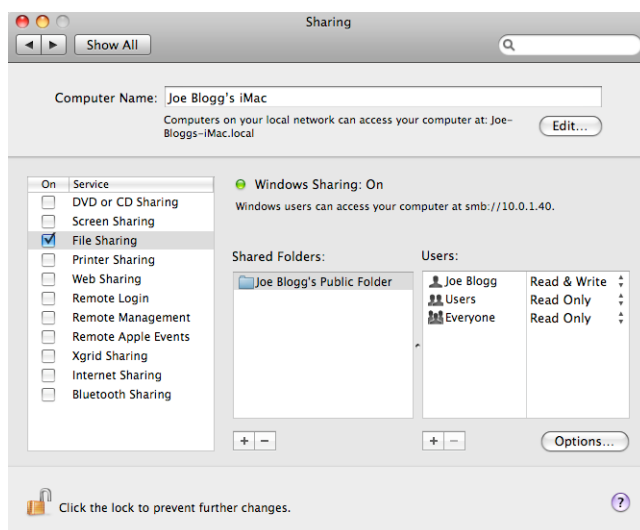 Sharing
Show All
Computer Name: Joe Blogg's iMac
Computers on your local network can access your computer at: Joe-
Bloggs-iMac.local
Edit...
On Service
DVD or CD Sharing
Screen Sharing
File Sharing
Printer Sharing
Web Sharing
Remote Login
Remote Management
Remote Apple Events
Xgrid Sharing
Internet Sharing
Bluetooth Sharing
Windows Sharing: On
Windows users can access your computer at smb://10.0.1.40.
Shared Folders:
Joe Blogg's Public Folder
+ −
Users:
Joe Blogg Read & Write
Users Read Only
Everyone Read Only
+ −
Options...
Click the lock to prevent further changes.
?